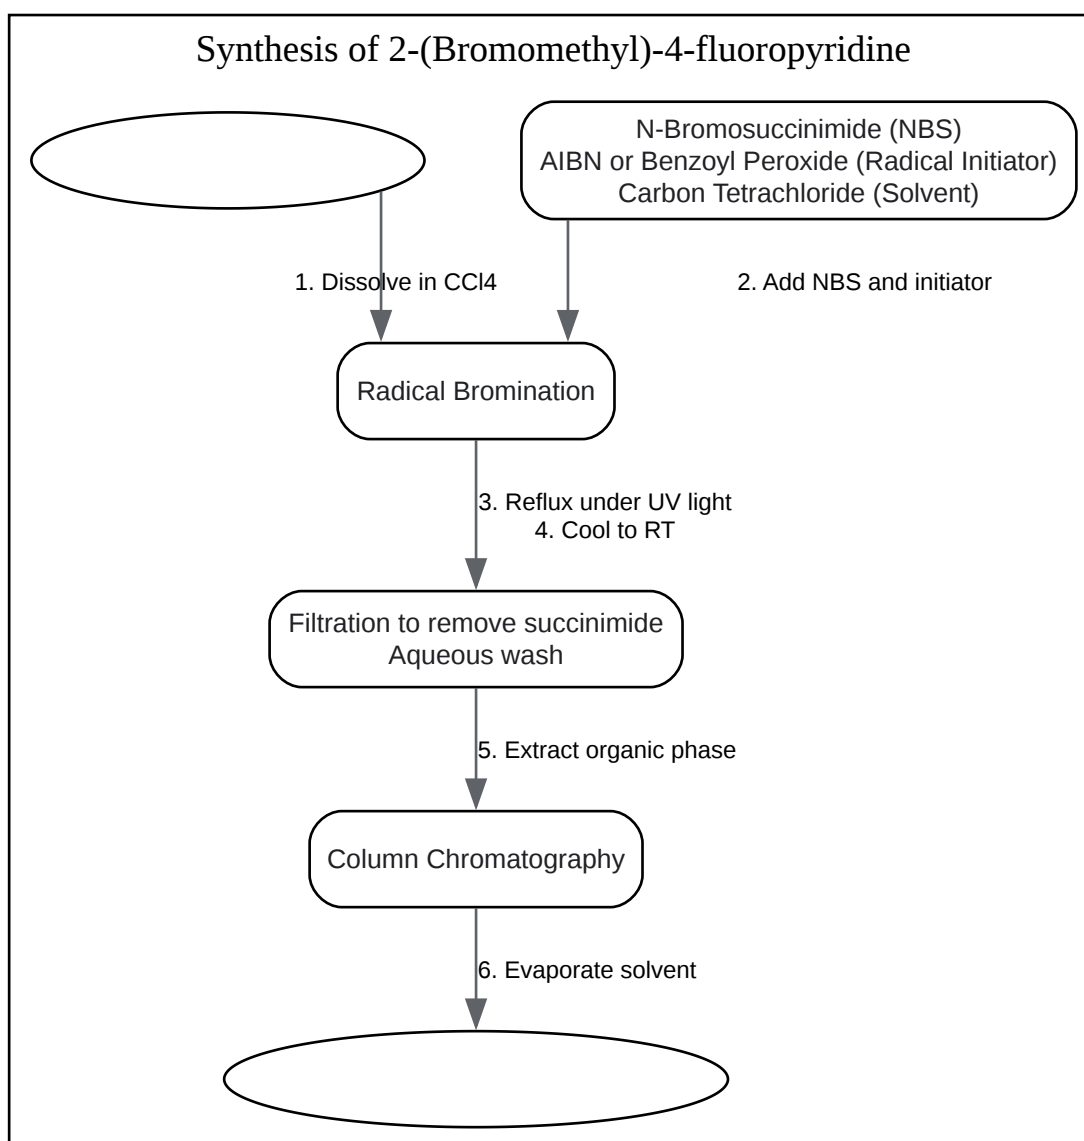 Synthesis of 2-(Bromomethyl)-4-fluoropyridine
N-Bromosuccinimide (NBS)
AIBN or Benzoyl Peroxide (Radical Initiator)
Carbon Tetrachloride (Solvent)
1. Dissolve in CCl4
2. Add NBS and initiator
Radical Bromination
3. Reflux under UV light
4. Cool to RT
Filtration to remove succinimide
Aqueous wash
5. Extract organic phase
Column Chromatography
6. Evaporate solvent